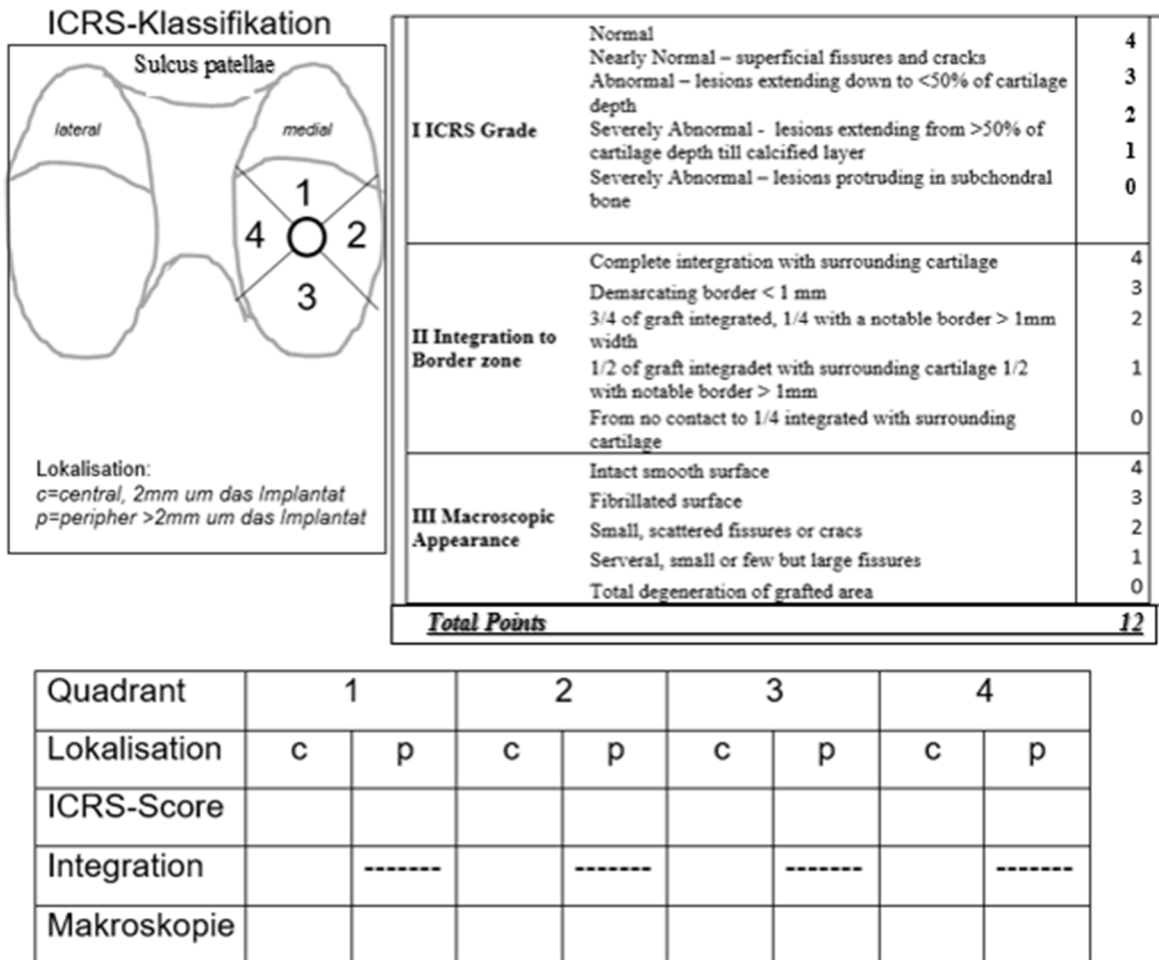 ICRS-Klassifikation
Sulcus patellae
lateral
medial
1
4
2
3
Lokalisation:
c=central, 2mm um das Implantat
p=peripher >2mm um das Implantat
I ICRS Grade
Normal
Nearly Normal – superficial fissures and cracks
Abnormal – lesions extending down to <50% of cartilage
depth
Severely Abnormal - lesions extending from >50% of
cartilage depth till calcified layer
Severely Abnormal – lesions protruding in subchondral
bone
4
3
2
1
0
II Integration to
Border zone
Complete intergration with surrounding cartilage 4
Demarcating border < 1 mm 3
3/4 of graft integrated, 1/4 with a notable border > 1mm 2
width
1/2 of graft integradet with surrounding cartilage 1/2 1
with notable border > 1mm
From no contact to 1/4 integrated with surrounding 0
cartilage
III Macroscopic
Appearance
Intact smooth surface 4
Fibrillated surface 3
Small, scattered fissures or cracs 2
Serveral, small or few but large fissures 1
Total degeneration of grafted area 0
Total Points 12
Quadrant 1 2 3 4
Lokalisation c p c p c p c p
ICRS-Score
Integration ------- ------- ------- -------
Makroskopie